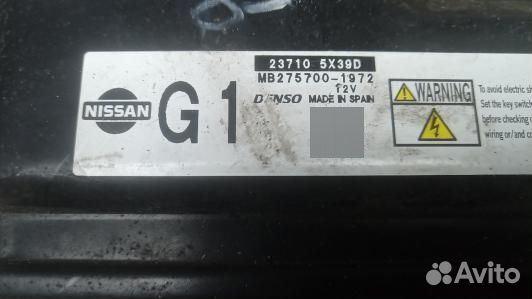 23710 5X39D
MB275700-1972
12V
DENSO MADE IN SPAIN
NISSAN
G1
WARNING
To avoid electric
Set the key switch
before checking
wiring or/and
Avito